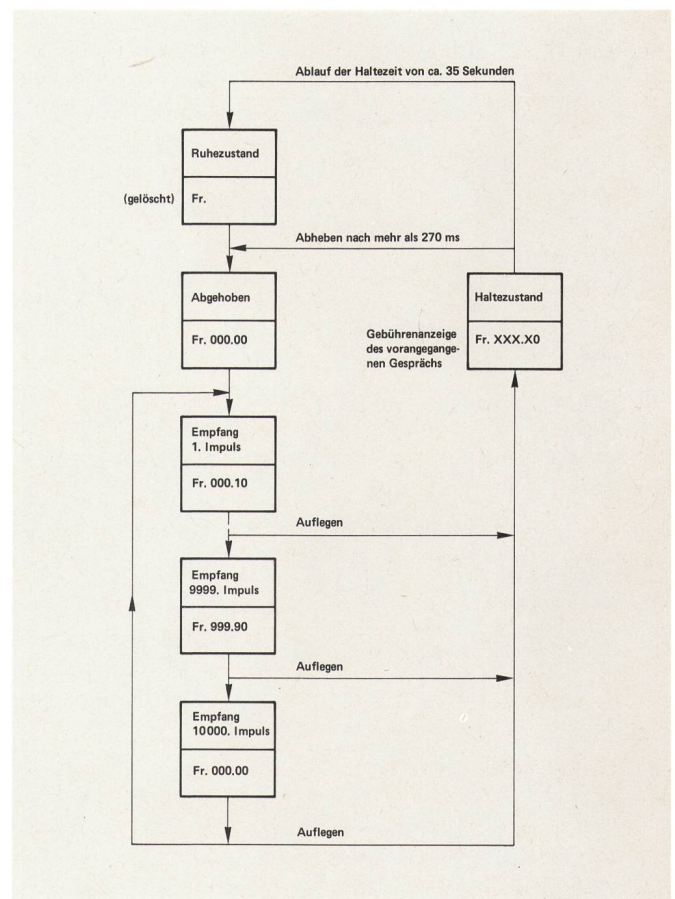 Ablauf der Haltezeit von ca. 35 Sekunden
Ruhezustand
(gelöscht)
Fr.
Abheben nach mehr als 270 ms
Abgehoben
Fr. 000.00
Haltezustand
Gebührenanzeige
des vorangegange-
nen Gesprächs
Fr. XXX.X0
Empfang
1. Impuls
Fr. 000.10
Auflegen
Empfang
9999. Impuls
Fr. 999.90
Auflegen
Empfang
10000. Impuls
Fr. 000.00
Auflegen